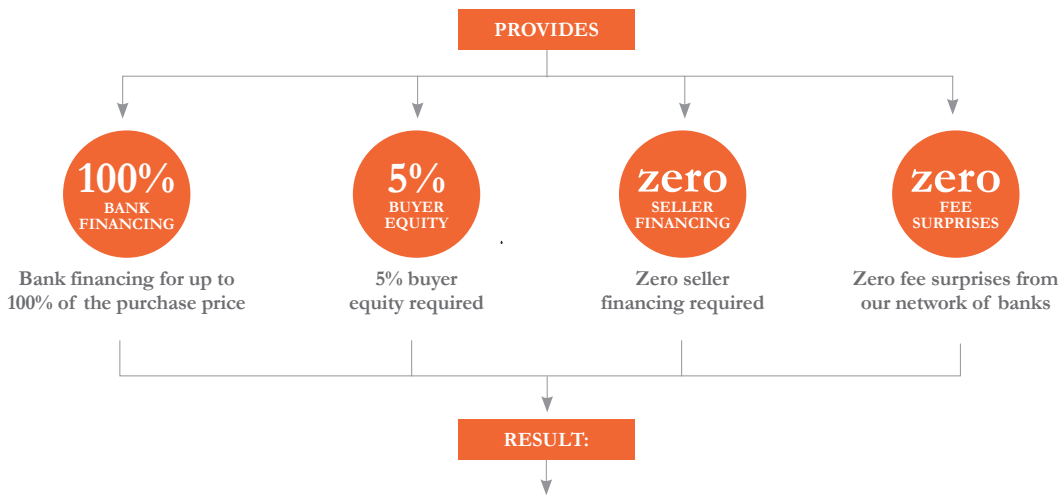 PROVIDES
100%
BANK
FINANCING
5%
BUYER
EQUITY
zero
SELLER
FINANCING
zero
FEE
SURPRISES
Bank financing for up to
100% of the purchase price
5% buyer
equity required
Zero seller
financing required
Zero fee surprises from
our network of banks
RESULT: